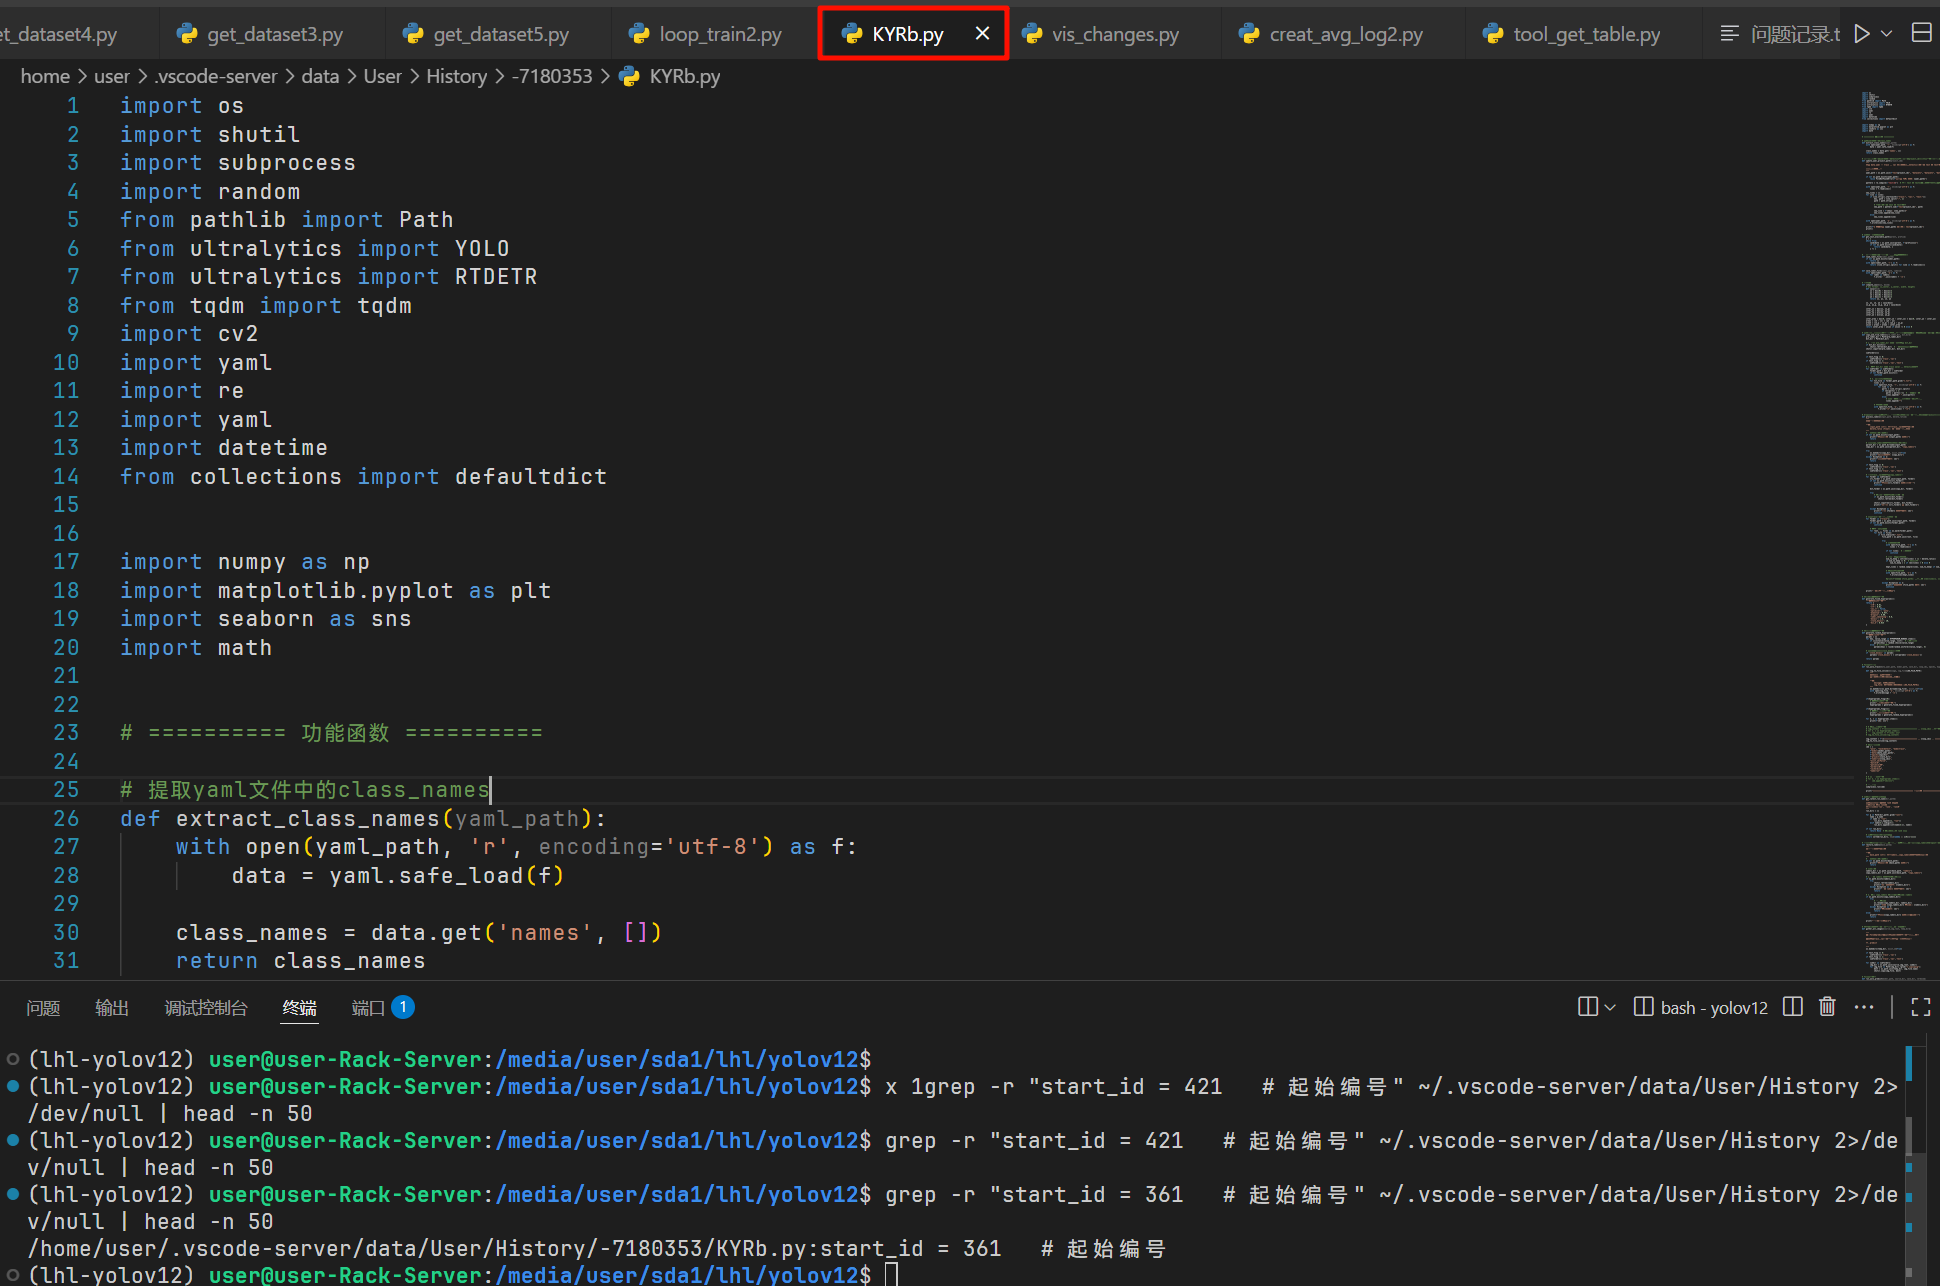 et_dataset4.py get_dataset3.py get_dataset5.py loop_train2.py KYRb.py vis_changes.py creat_avg_log2.py tool_get_table.py 问题记录.t
home > user > .vscode-server > data > User > History > -7180353 > KYRb.py
1 import os
2 import shutil
3 import subprocess
4 import random
5 from pathlib import Path
6 from ultralytics import YOLO
7 from ultralytics import RTDETR
8 from tqdm import tqdm
9 import cv2
10 import yaml
11 import re
12 import yaml
13 import datetime
14 from collections import defaultdict
15
16
17 import numpy as np
18 import matplotlib.pyplot as plt
19 import seaborn as sns
20 import math
21
22
23 # ========== 功能函数 ==========
24
25 # 提取yaml文件中的class_names
26 def extract_class_names(yaml_path):
27     with open(yaml_path, 'r', encoding='utf-8') as f:
28         data = yaml.safe_load(f)
29
30     class_names = data.get('names', [])
31     return class_names
问题 输出 调试控制台 终端 端口 1 bash - yolov12
(lhl-yolov12) user@user-Rack-Server:/media/user/sda1/lhl/yolov12$
(lhl-yolov12) user@user-Rack-Server:/media/user/sda1/lhl/yolov12$ x 1grep -r "start_id = 421   # 起始编号" ~/.vscode-server/data/User/History 2>
/dev/null | head -n 50
(lhl-yolov12) user@user-Rack-Server:/media/user/sda1/lhl/yolov12$ grep -r "start_id = 421   # 起始编号" ~/.vscode-server/data/User/History 2>/de
v/null | head -n 50
(lhl-yolov12) user@user-Rack-Server:/media/user/sda1/lhl/yolov12$ grep -r "start_id = 361   # 起始编号" ~/.vscode-server/data/User/History 2>/de
v/null | head -n 50
/home/user/.vscode-server/data/User/History/-7180353/KYRb.py:start_id = 361   # 起始编号
(lhl-yolov12) user@user-Rack-Server:/media/user/sda1/lhl/yolov12$